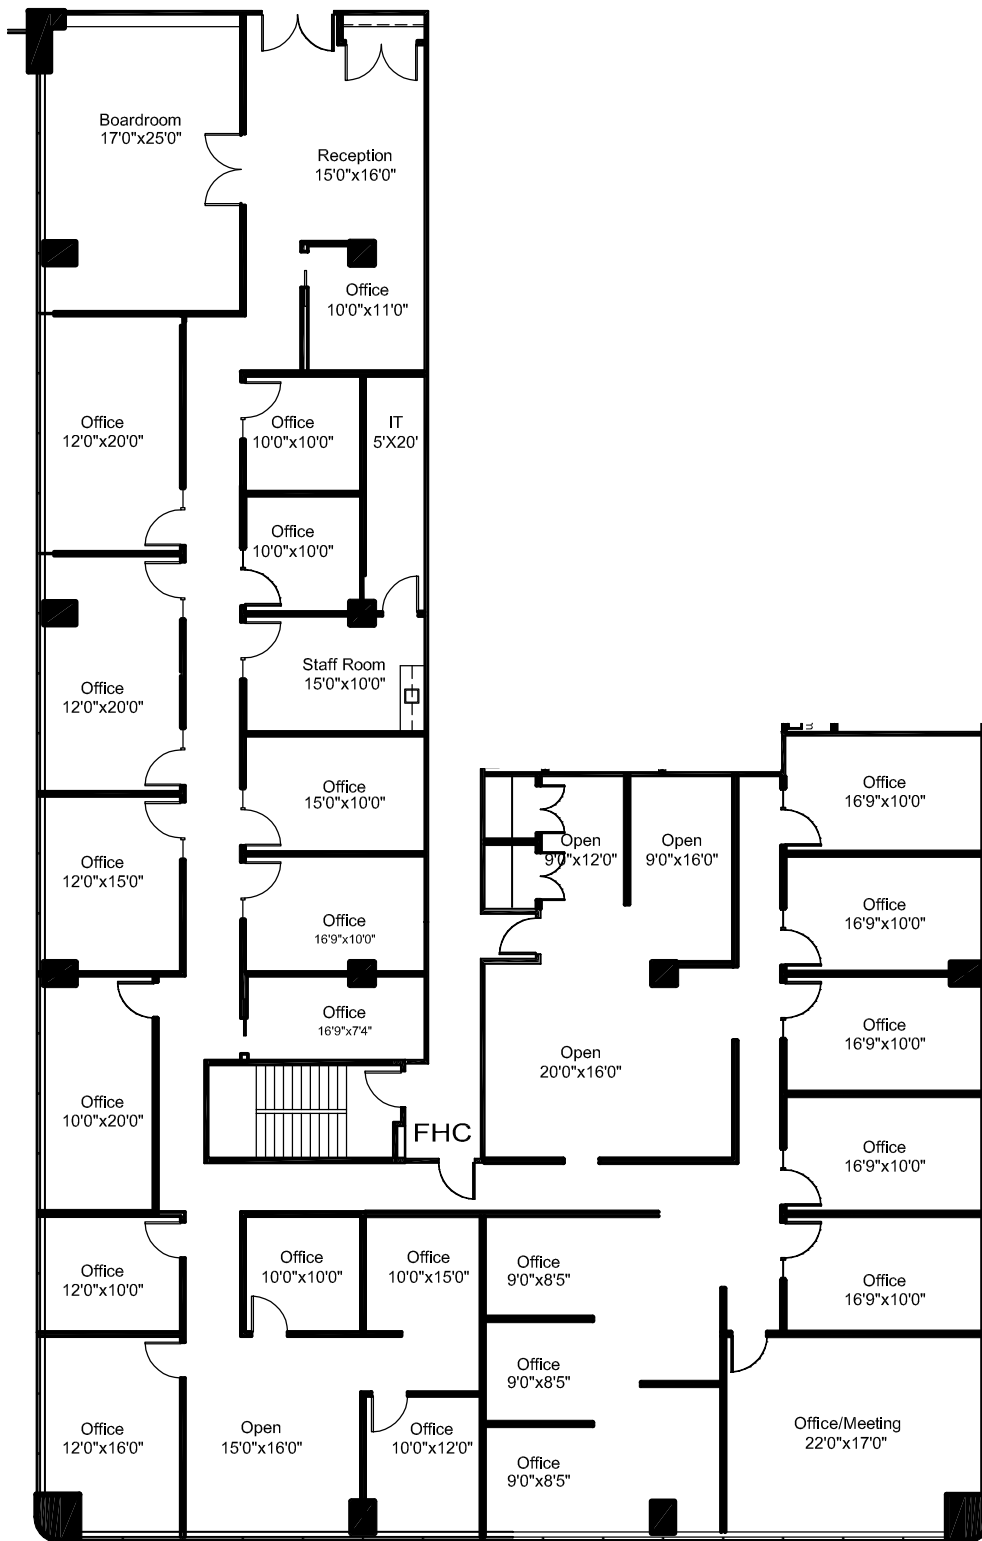 Boardroom
17'0"x25'0"
Reception
15'0"x16'0"
Office
10'0"x11'0"
Office
12'0"x20'0"
Office
10'0"x10'0"
IT
5'X20'
Office
10'0"x10'0"
Office
12'0"x20'0"
Staff Room
15'0"x10'0"
Office
15'0"x10'0"
Office
16'9"x10'0"
Open
9'0"x12'0"
Open
9'0"x16'0"
Office
12'0"x15'0"
Office
16'9"x10'0"
Office
16'9"x10'0"
Office
16'9"x7'4"
Office
16'9"x10'0"
Open
20'0"x16'0"
Office
10'0"x20'0"
FHC
Office
16'9"x10'0"
Office
12'0"x10'0"
Office
10'0"x10'0"
Office
10'0"x15'0"
Office
9'0"x8'5"
Office
16'9"x10'0"
Office
9'0"x8'5"
Office
12'0"x16'0"
Open
15'0"x16'0"
Office
10'0"x12'0"
Office
9'0"x8'5"
Office/Meeting
22'0"x17'0"